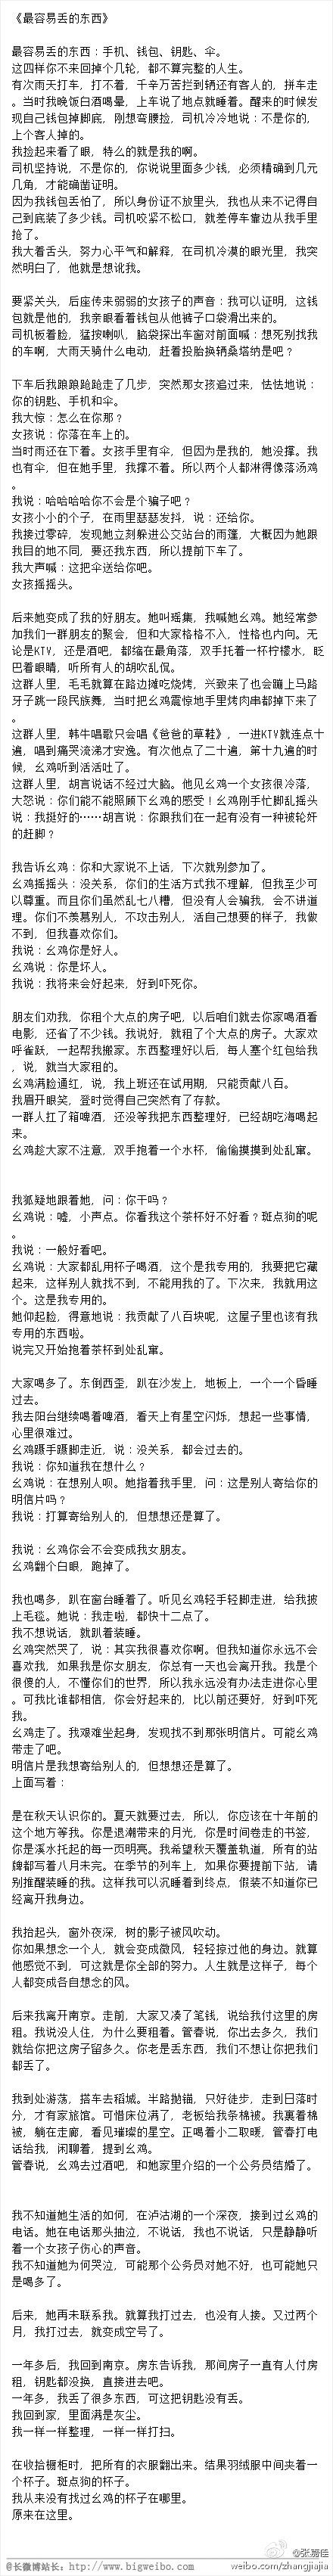 《最容易丢的东西》
最容易丢的东西：手机、钱包、钥匙、伞。
这四样你不来回掉个几轮，都不算完整的人生。
有次雨天打车，打不着，千辛万苦拦到辆还有客人的，拼车走。当时我晚饭白酒喝晕，上车说了地点就睡着。醒来的时候发
现自己钱包掉脚底，刚想弯腰捡，司机冷冷地说：不是你的，
上个客人掉的。
我捡起来看了眼，特么的就是我的啊。
司机坚持说，不是你的，你说说里面多少钱，必须精确到几元
几角，才能确凿证明。
因为我钱包丢怕了，所以身份证不放里头，我也从来不记得自
己到底装了多少钱。司机咬紧不松口，就差停车靠边从我手里
抢了。
我大着舌头，努力心平气和解释，在司机冷漠的眼光里，我突
然明白了，他就是想讹我。
要紧关头，后座传来弱弱的女孩子的声音：我可以证明，这钱
包就是他的，我亲眼看着钱包从他裤子口袋滑出来的。
司机板着脸，猛按喇叭，脑袋探出车窗对前面喊：想死别找我
的车啊，大雨天骑什么电动，赶着投胎换辆桑塔纳是吧？
下车后我踉踉跄跄走了几步，突然那女孩追过来，怯怯地说：
你的钥匙、手机和伞。
我大惊：怎么在你那？
女孩说：你落在车上的。
当时雨还在下着。女孩手里有伞，但因为是我的，她没撑。我
也有伞，但在她手里，我撑不着。所以两个人都淋得像落汤鸡
。
我说：哈哈哈哈你不会是个骗子吧？
女孩小小的个子，在雨里瑟瑟发抖，说：还给你。
我接过零碎，发现她立刻躲进公交站台的雨篷，大概因为她跟
我目的地不同，要还我东西，所以提前下车了。
我大声喊：这把伞送给你吧。
女孩摇摇头。
后来她变成了我的好朋友。她叫瑶集，我喊她幺鸡。她经常参
加我们一群朋友的聚会，但和大家格格不入，性格也内向。无
论是KTV，还是酒吧，都缩在最角落，双手托着一杯柠檬水，眨
巴着眼睛，听所有人的胡吹乱侃。
这群人里，毛毛就算在路边摊吃烧烤，兴致来了也会蹦上马路
牙子跳一段民族舞，当时把幺鸡震惊地手里烤肉串都掉下来了
。
这群人里，韩牛唱歌只会唱《爸爸的草鞋》，一进KTV就连点十
遍，唱到痛哭流涕才安逸。有次他点了二十遍，第十九遍的时
候，幺鸡听到活活吐了。
这群人里，胡言说话不经过大脑。他见幺鸡一个女孩很冷落，
大怒说：你们能不能照顾下幺鸡的感受！幺鸡刚手忙脚乱摇头
说：我挺好的……胡言说：你跟我们在一起有没有一种被轮奸
的赶脚？
我告诉幺鸡：你和大家说不上话，下次就别参加了。
幺鸡摇摇头：没关系，你们的生活方式我不理解，但我至少可
以尊重。而且你们虽然乱七八糟，但没有人会骗我，会不讲道
理。你们不羡慕别人，不攻击别人，活自己想要的样子，我做
不到，但我喜欢你们。
我说：幺鸡你是好人。
幺鸡说：你是坏人。
我说：我将来会好起来，好到吓死你。
朋友们劝我，你租个大点的房子吧，以后咱们就去你家喝酒看
电影，还省了不少钱。我说好，就租了个大点的房子。大家欢
呼雀跃，一起帮我搬家。东西整理好以后，每人塞个红包给我
，说，就当大家租的。
幺鸡满脸通红，说，我上班还在试用期，只能贡献八百。
我眉开眼笑，登时觉得自己突然有了存款。
一群人扛了箱啤酒，还没等我把东西整理好，已经胡吃海喝起
来。
幺鸡趁大家不注意，双手抱着一个水杯，偷偷摸摸到处乱窜。
我狐疑地跟着她，问：你干吗？
幺鸡说：嘘，小声点。你看我这个茶杯好不好看？斑点狗的呢
。
我说：一般好看吧。
幺鸡说：大家都乱用杯子喝酒，这个是我专用的，我要把它藏
起来，这样别人就找不到，不能用我的了。下次来，我就用这
个。这是我专用的。
她仰起脸，得意地说：我贡献了八百块呢，这屋子里也该有我
专用的东西啦。
说完又开始抱着茶杯到处乱窜。
大家喝多了。东倒西歪，趴在沙发上，地板上，一个一个昏睡
过去。
我去阳台继续喝着啤酒，看天上有星空闪烁，想起一些事情，
心里很难过。
幺鸡蹑手蹑脚走近，说：没关系，都会过去的。
我说：你知道我在想什么？
幺鸡说：在想别人呗。她指着我手里，问：这是别人寄给你的
明信片吗？
我说：打算寄给别人的，但想想还是算了。
我说：幺鸡你会不会变成我女朋友。
幺鸡翻个白眼，跑掉了。
我也喝多，趴在窗台睡着了。听见幺鸡轻手轻脚走进，给我披
上毛毯。她说：我走啦，都快十二点了。
我不想说话，就趴着装睡。
幺鸡突然哭了，说：其实我很喜欢你啊。但我知道你永远不会
喜欢我，如果我是你女朋友，你总有一天也会离开我。我是个
很傻的人，不懂你们的世界，所以我永远没有办法走进你心里
。可我比谁都相信，你会好起来的，比以前还要好，好到吓死
我。
幺鸡走了。我艰难坐起身，发现找不到那张明信片。可能幺鸡
带走了吧。
明信片是我想寄给别人的，但想想还是算了。
上面写着：
是在秋天认识你的。夏天就要过去，所以，你应该在十年前的
这个地方等我。你是退潮带来的月光，你是时间卷走的书签，
你是溪水托起的每一页明亮。我希望秋天覆盖轨道，所有的站
牌都写着八月未完。在季节的列车上，如果你要提前下站，请
别推醒装睡的我。这样我可以沉睡着到终点，假装不知道你已
经离开我身边。
我抬起头，窗外夜深，树的影子被风吹动。
你如果想念一个人，就会变成微风，轻轻掠过他的身边。就算
他感觉不到，可这就是你全部的努力。人生就是这样子，每个
人都变成各自想念的风。
后来我离开南京。走前，大家又凑了笔钱，说给我付这里的房
租。我说没人住，为什么要租着。管春说，你出去多久，我们
就给你把这房子留多久。你老是丢东西，我们不想让你把我们
都丢了。
我到处游荡，搭车去稻城。半路抛锚，只好徒步，走到日落时
分，才有家旅馆。可惜床位满了，老板给我条棉被。我裹着棉
被，躺在走廊，看见璀璨的星空。正喝着小二取暖，管春打电
话给我，闲聊着，提到幺鸡。
管春说，幺鸡去过酒吧，和她家里介绍的一个公务员结婚了。
我不知道她生活的如何，在泸沽湖的一个深夜，接到过幺鸡的
电话。她在电话那头抽泣，不说话，我也不说话，只是静静听
着一个女孩子伤心的声音。
我不知道她为何哭泣，可能那个公务员对她不好，也可能她只
是喝多了。
后来，她再未联系我。就算我打过去，也没有人接。又过两个
月，我打过去，就变成空号了。
一年多后，我回到南京。房东告诉我，那间房子一直有人付房
租，钥匙都没换，直接进去吧。
一年多，我丢了很多东西，可这把钥匙没有丢。
我回到家，里面满是灰尘。
我一样一样整理，一样一样打扫。
在收拾橱柜时，把所有的衣服翻出来。结果羽绒服中间夹着一
个杯子。斑点狗的杯子。
我从来没有找过幺鸡的杯子在哪里。
原来在这里。
@张嘉佳
@长微博站长：http://www.bigweibo.com
weibo.com/zhangjiajia